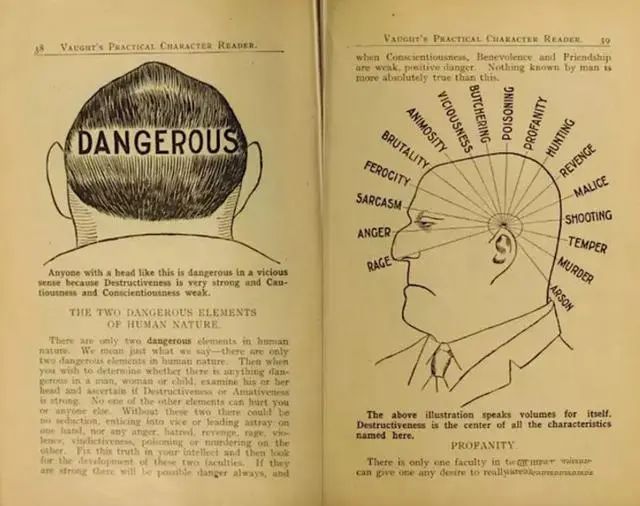 38 VAUGHT'S PRACTICAL CHARACTER READER.
DANGEROUS
Anyone with a head like this is dangerous in a vicious
sense because Destructiveness is very strong and Cau-
tiousness and Conscientiousness weak.
THE TWO DANGEROUS ELEMENTS
OF HUMAN NATURE.
There are only two dangerous elements in human
nature. We mean just what we say—there are only
two dangerous elements in human nature. Then when
you wish to determine whether there is anything dan-
gerous in a man, woman or child, examine his or her
head and ascertain if Destructiveness or Amativeness
is strong. No one of the other elements can hurt you
or anyone else. Without these two there could be
no seduction, enticing into vice or leading astray on
one hand, nor any anger, hatred, revenge, rage, vio-
lence, vindictiveness, poisoning or murdering on the
other. Fix this truth in your intellect and then look
for the development of these two faculties. If they
are strong there will be possible danger always, and
VAUGHT'S PRACTICAL CHARACTER READER. 39
when Conscientiousness, Benevolence and Friendship
are weak, positive danger. Nothing known by man is
more absolutely true than this.
RAGE
ANGER
SARCASM
FEROCITY
BRUTALITY
ANIMOSITY
VICIOUSNESS
BUTCHERING
POISONING
PROFANITY
HUNTING
REVENGE
MALICE
SHOOTING
TEMPER
MURDER
ARSON
The above illustration speaks volumes for itself.
Destructiveness is the center of all the characteristics
named here.
PROFANITY.
There is only one faculty in
can give one any desire to really